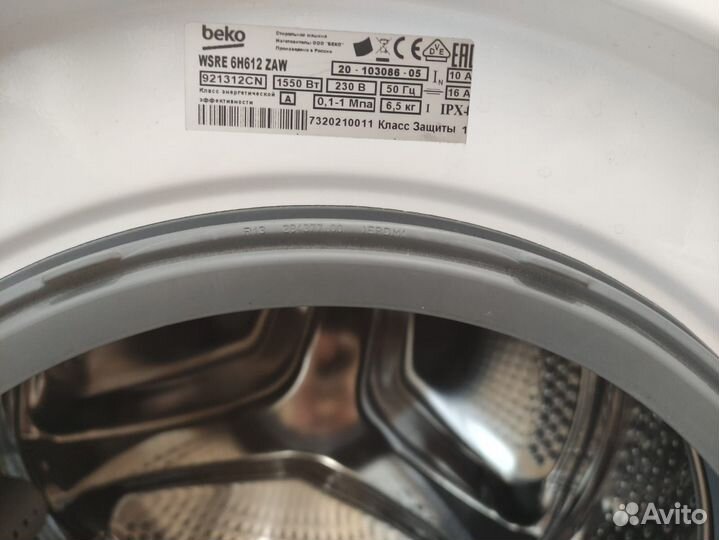 beko
Стиральная машина
Изготовитель: ООО "БЕКО"
Произведено в России
WSRE 6H612 ZAW
20 - 103086 - 05
IN
10 A
921312CN
1550 Вт
230 В
50 Гц
16 A
Класс энергетической
эффективности
A
0,1-1 Мпа
6,5 кг
IPX
7320210011 Класс Защиты 1
CE
DVE
EAC
Avito